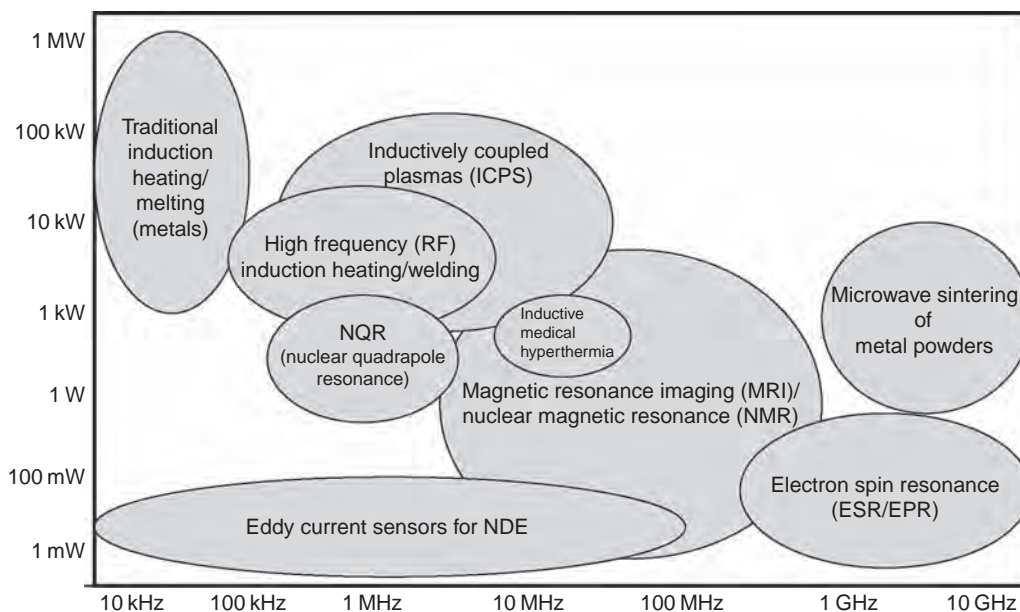 1 MW
100 kW
10 kW
1 kW
1 W
100 mW
1 mW
Traditional
induction
heating/
melting
(metals)
Inductively coupled
plasmas (ICPS)
High frequency (RF)
induction heating/welding
NQR
(nuclear quadrapole
resonance)
Inductive
medical
hyperthermia
Microwave sintering
of
metal powders
Magnetic resonance imaging (MRI)/
nuclear magnetic resonance (NMR)
Electron spin resonance
(ESR/EPR)
Eddy current sensors for NDE
10 kHz
100 kHz
1 MHz
10 MHz
100 MHz
1 GHz
10 GHz